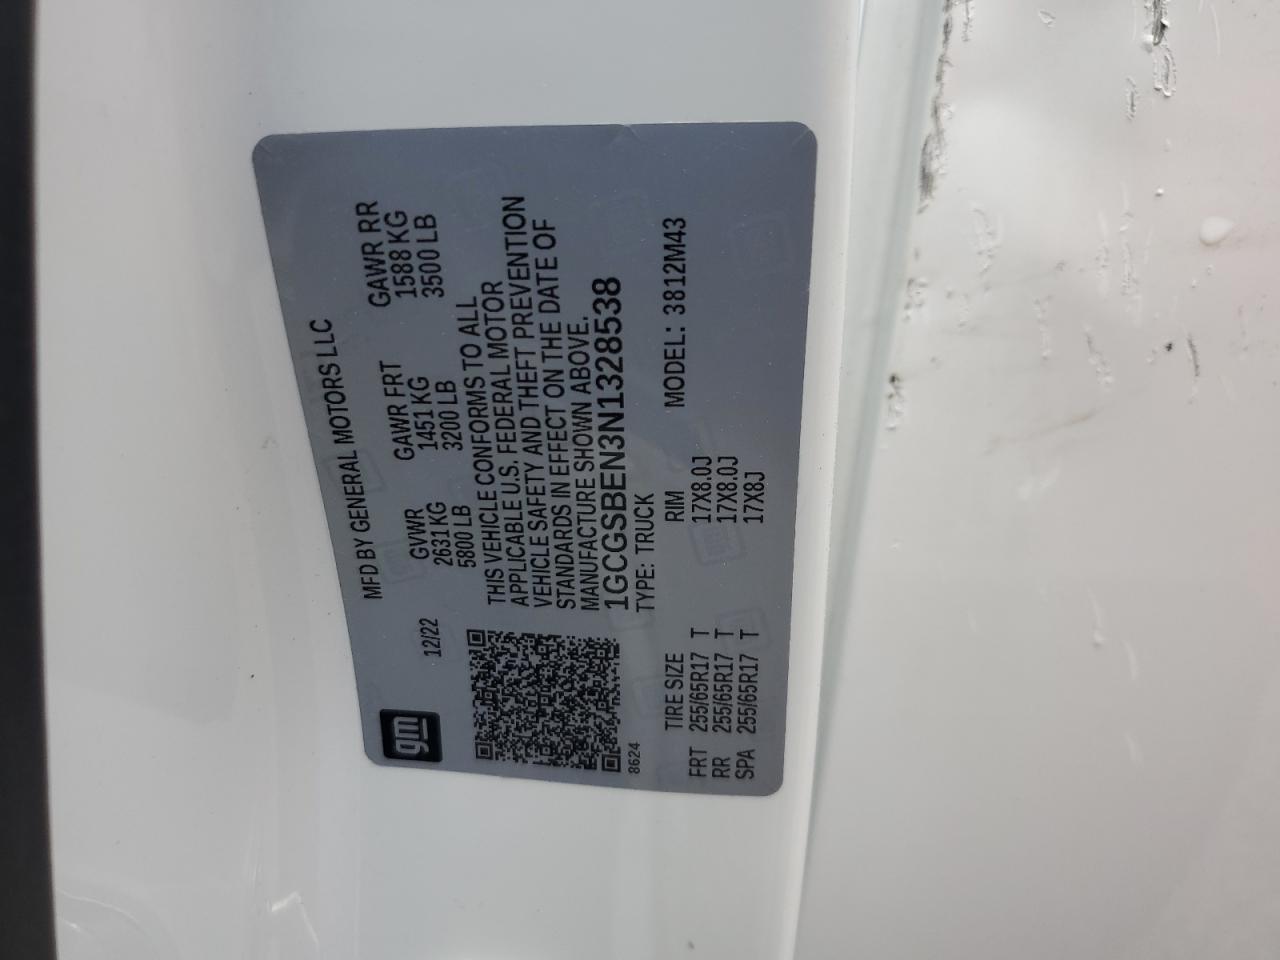 gm
MFD BY GENERAL MOTORS LLC
12/22 GVWR GAWR FRT GAWR RR
2631 KG 1451 KG 1588 KG
5800 LB 3200 LB 3500 LB
THIS VEHICLE CONFORMS TO ALL
APPLICABLE U.S. FEDERAL MOTOR
VEHICLE SAFETY AND THEFT PREVENTION
STANDARDS IN EFFECT ON THE DATE OF
MANUFACTURE SHOWN ABOVE.
1GCGSBEN3N1328538
8624 TYPE: TRUCK MODEL: 3812M43
TIRE SIZE RIM
FRT 255/65R17 T 17X8.0J
RR 255/65R17 T 17X8.0J
SPA 255/65R17 T 17X8J